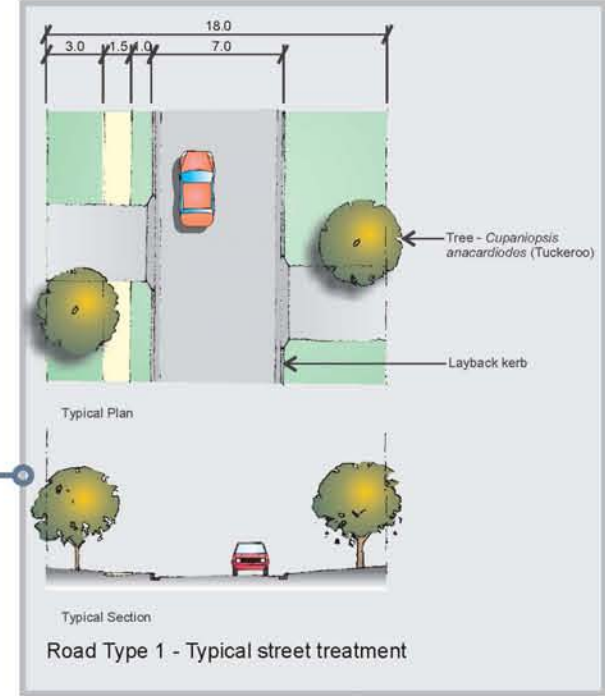 18.0
3.0 1.5 1.0 7.0
Tree - Cupaniopsis
anacardiodes (Tuckeroo)
Layback kerb
Typical Plan
Typical Section
Road Type 1 - Typical street treatment